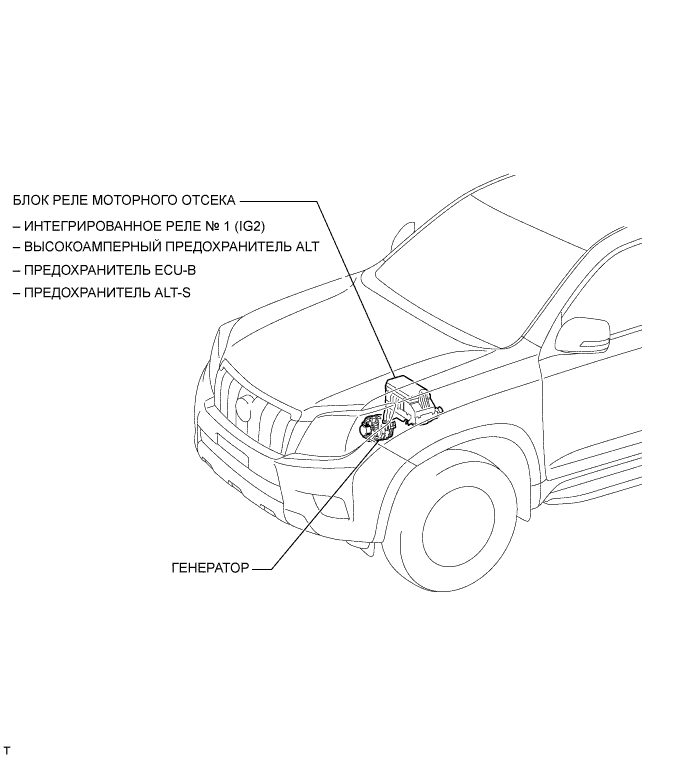 БЛОК РЕЛЕ МОТОРНОГО ОТСЕКА
– ИНТЕГРИРОВАННОЕ РЕЛЕ № 1 (IG2)
– ВЫСОКОАМПЕРНЫЙ ПРЕДОХРАНИТЕЛЬ ALT
– ПРЕДОХРАНИТЕЛЬ ECU-B
– ПРЕДОХРАНИТЕЛЬ ALT-S
ГЕНЕРАТОР
T